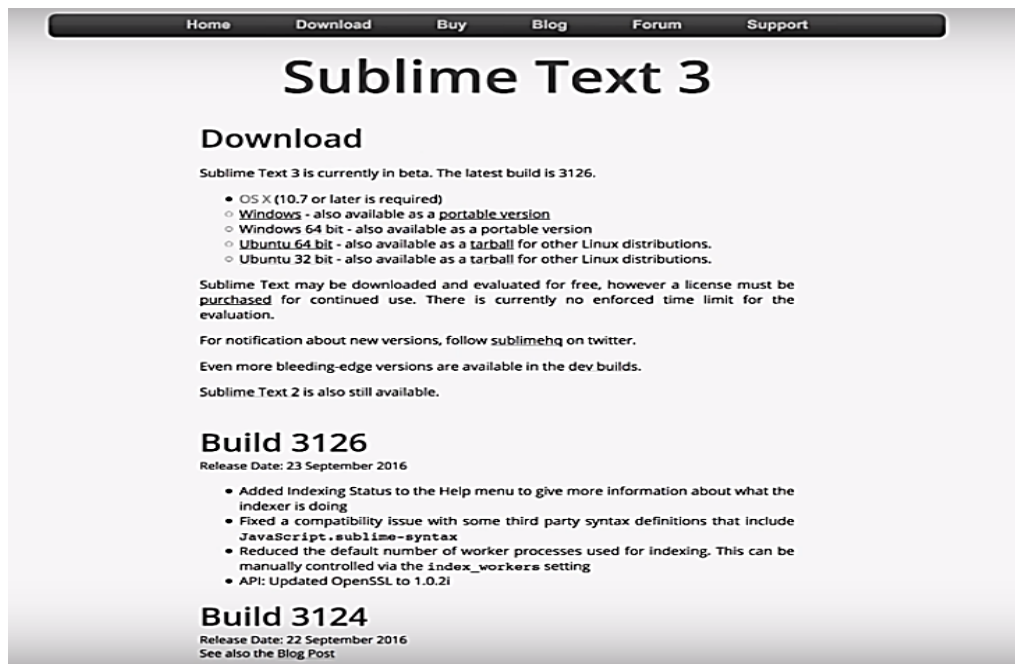 Home Download Buy Blog Forum Support
Sublime Text 3
Download
Sublime Text 3 is currently in beta. The latest build is 3126.
• OS X (10.7 or later is required)
○ Windows - also available as a portable version
○ Windows 64 bit - also available as a portable version
○ Ubuntu 64 bit - also available as a tarball for other Linux distributions.
○ Ubuntu 32 bit - also available as a tarball for other Linux distributions.
Sublime Text may be downloaded and evaluated for free, however a license must be
purchased for continued use. There is currently no enforced time limit for the
evaluation.
For notification about new versions, follow sublimehq on twitter.
Even more bleeding-edge versions are available in the dev builds.
Sublime Text 2 is also still available.
Build 3126
Release Date: 23 September 2016
• Added Indexing Status to the Help menu to give more information about what the
indexer is doing
• Fixed a compatibility issue with some third party syntax definitions that include
JavaScript.sublime-syntax
• Reduced the default number of worker processes used for indexing. This can be
manually controlled via the index_workers setting
• API: Updated OpenSSL to 1.0.2i
Build 3124
Release Date: 22 September 2016
See also the Blog Post